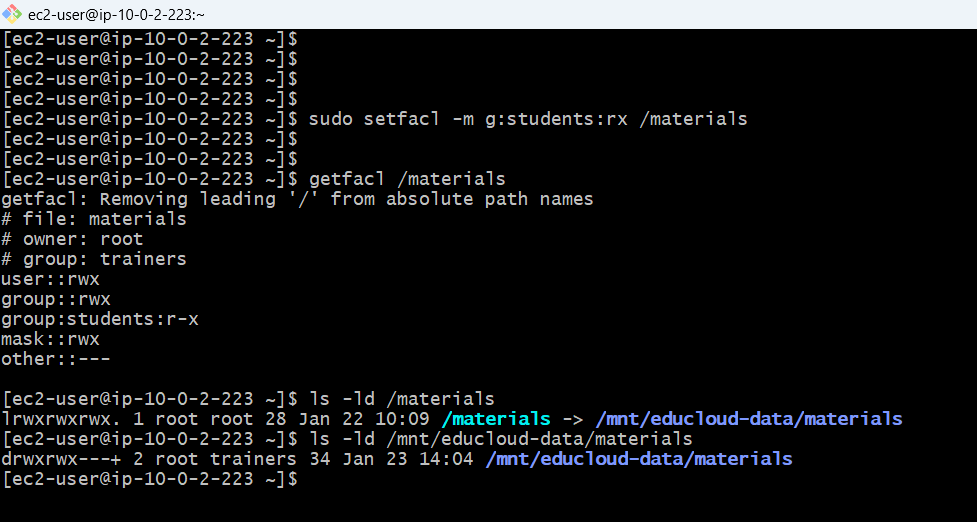 ec2-user@ip-10-0-2-223:~
[ec2-user@ip-10-0-2-223 ~]$
[ec2-user@ip-10-0-2-223 ~]$
[ec2-user@ip-10-0-2-223 ~]$
[ec2-user@ip-10-0-2-223 ~]$
[ec2-user@ip-10-0-2-223 ~]$ sudo setfacl -m g:students:rx /materials
[ec2-user@ip-10-0-2-223 ~]$
[ec2-user@ip-10-0-2-223 ~]$
[ec2-user@ip-10-0-2-223 ~]$ getfacl /materials
getfacl: Removing leading '/' from absolute path names
# file: materials
# owner: root
# group: trainers
user::rwx
group::rwx
group:students:r-x
mask::rwx
other::---
[ec2-user@ip-10-0-2-223 ~]$ ls -ld /materials
lrwxrwxrwx. 1 root root 28 Jan 22 10:09 /materials -> /mnt/educloud-data/materials
[ec2-user@ip-10-0-2-223 ~]$ ls -ld /mnt/educloud-data/materials
drwxrwx---+ 2 root trainers 34 Jan 23 14:04 /mnt/educloud-data/materials
[ec2-user@ip-10-0-2-223 ~]$